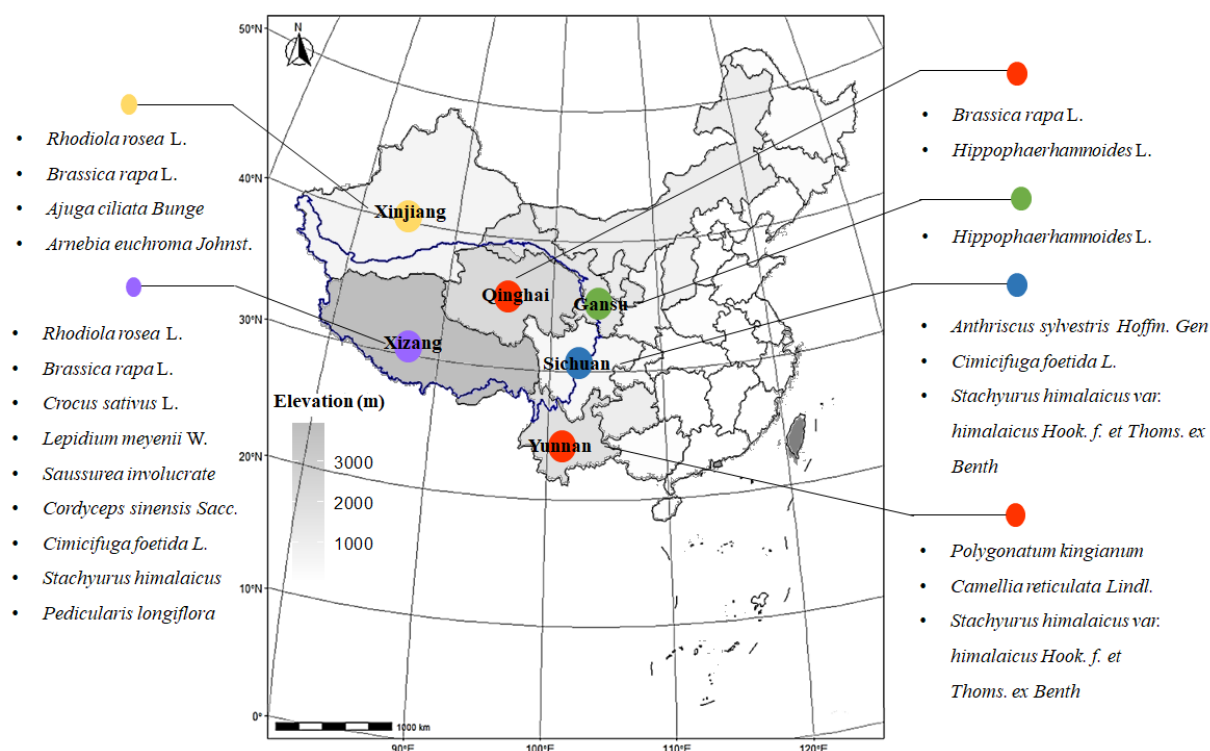 50°N
40°N
30°N
20°N
10°N
0°
90°E
100°E
110°E
120°E
N
Xinjiang
Qinghai
Gansu
Xizang
Sichuan
Yunnan
Elevation (m)
3000
2000
1000
1000 km
• Rhodiola rosea L.
• Brassica rapa L.
• Ajuga ciliata Bunge
• Arnebia euchroma Johnst.
• Rhodiola rosea L.
• Brassica rapa L.
• Crocus sativus L.
• Lepidium meyenii W.
• Saussurea involucrate
• Cordyceps sinensis Sacc.
• Cimicifuga foetida L.
• Stachyurus himalaicus
• Pedicularis longiflora
• Brassica rapa L.
• Hippophaerhamnoides L.
• Hippophaerhamnoides L.
• Anthriscus sylvestris Hoffm. Gen
• Cimicifuga foetida L.
• Stachyurus himalaicus var.
himalaicus Hook. f. et Thoms. ex
Benth
• Polygonatum kingianum
• Camellia reticulata Lindl.
• Stachyurus himalaicus var.
himalaicus Hook. f. et
Thoms. ex Benth